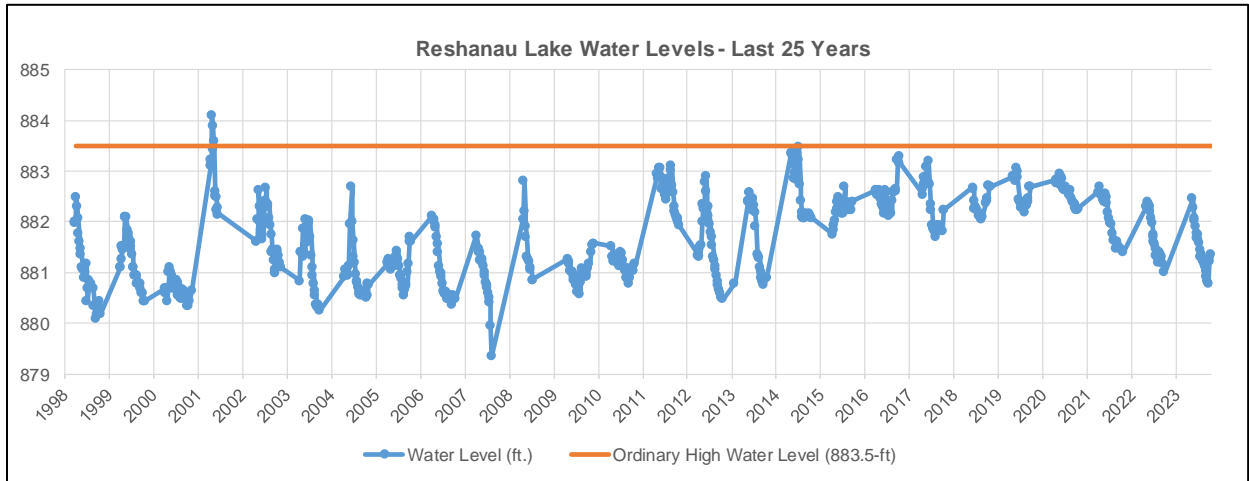 Reshanau Lake Water Levels - Last 25 Years
885
884
883
882
881
880
879
1998 1999 2000 2001 2002 2003 2004 2005 2006 2007 2008 2009 2010 2011 2012 2013 2014 2015 2016 2017 2018 2019 2020 2021 2022 2023
Water Level (ft.) Ordinary High Water Level (883.5-ft)